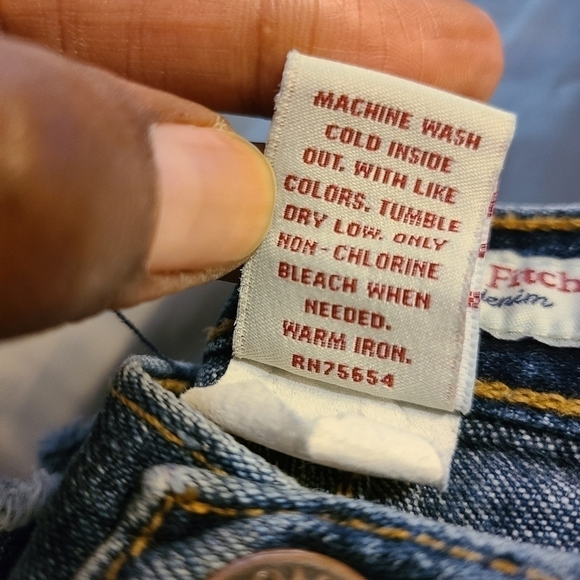 MACHINE WASH
COLD INSIDE
OUT. WITH LIKE
COLORS. TUMBLE
DRY LOW. ONLY
NON-CHLORINE
BLEACH WHEN
NEEDED.
WARM IRON.
RN75654
Fitch
denim